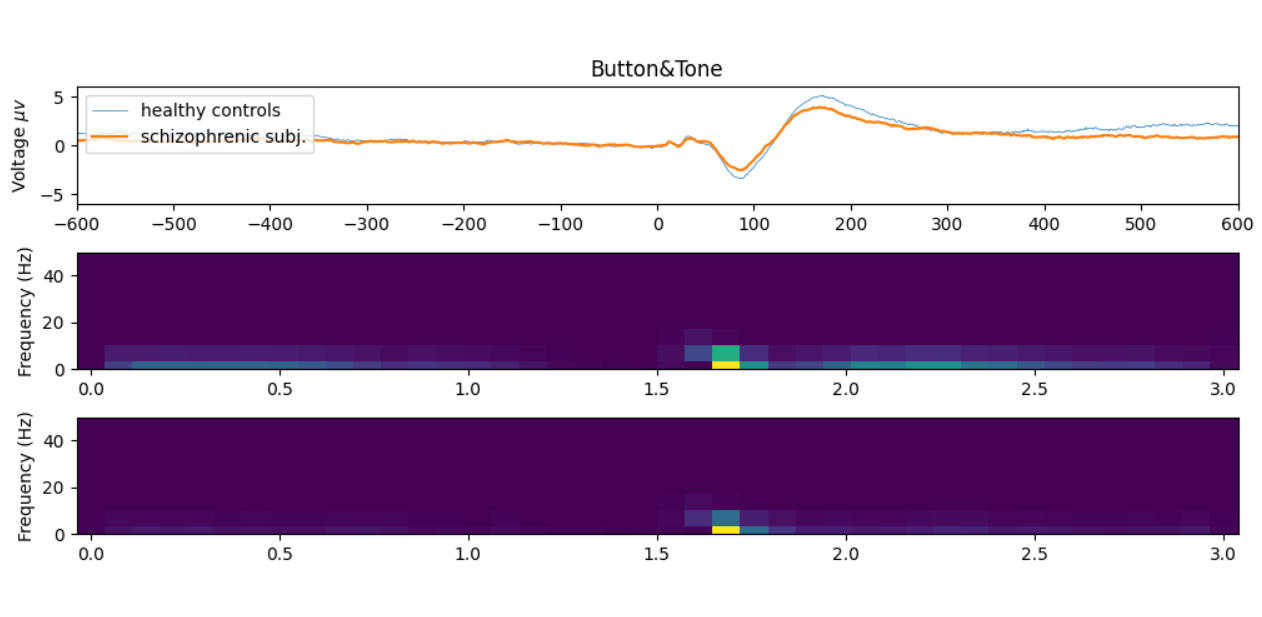 Button&Tone
Voltage μv
5
0
−5
healthy controls
schizophrenic subj.
−600 −500 −400 −300 −200 −100 0 100 200 300 400 500 600
Frequency (Hz)
40
20
0
0.0 0.5 1.0 1.5 2.0 2.5 3.0
Frequency (Hz)
40
20
0
0.0 0.5 1.0 1.5 2.0 2.5 3.0